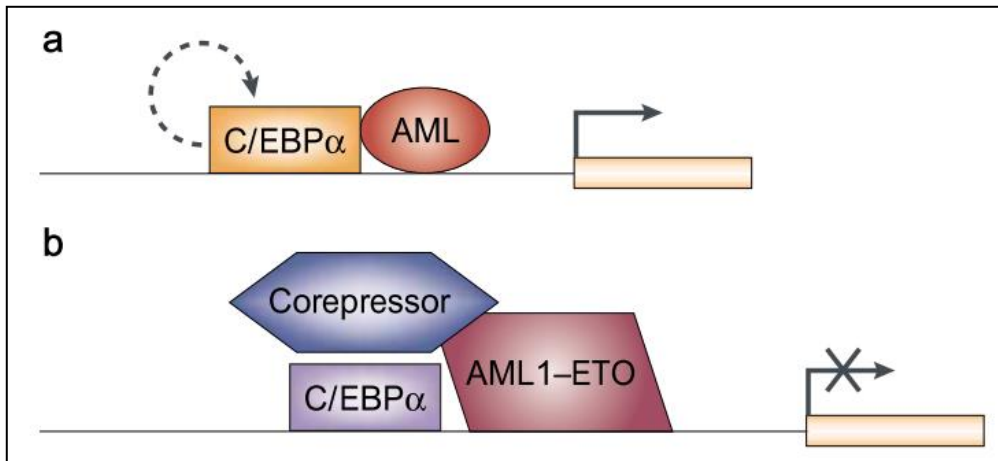 a
C/EBPα AML
b
Corepressor
AML1–ETO
C/EBPα